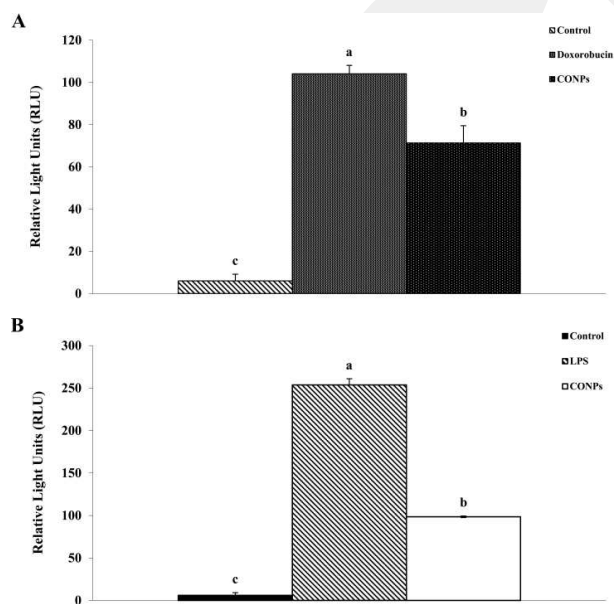 A
120
100
80
60
40
20
0
Relative Light Units (RLU)
a
b
c
Control
Doxorobucin
CONPs
B
300
250
200
150
100
50
0
Relative Light Units (RLU)
a
b
c
Control
LPS
CONPs